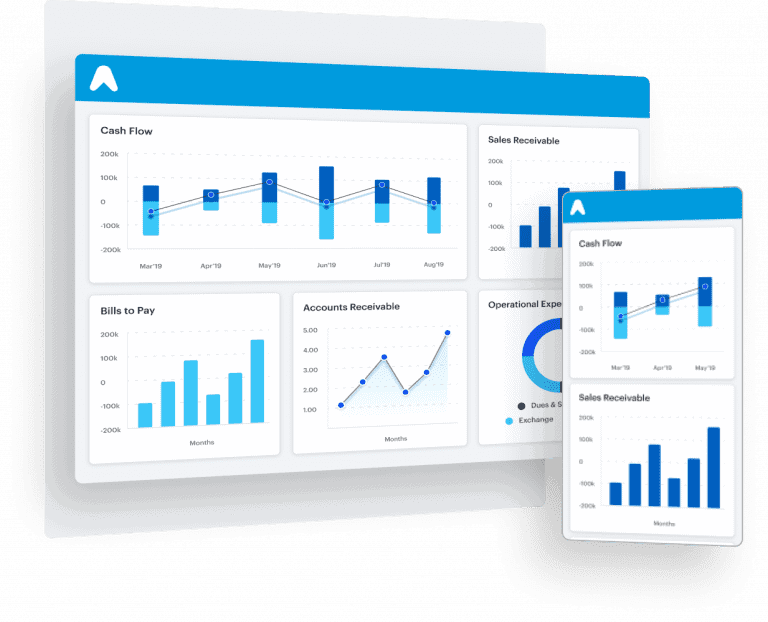 Cash Flow
200k
100k
0
-100k
-200k
Mar'19 Apr'19 May'19 Jun'19 Jul'19 Aug'19
Sales Receivable
200k
100k
0
-100k
-200k
Bills to Pay
200k
100k
0
-100k
-200k
Months
Accounts Receivable
5.00
4.00
3.00
2.00
1.00
Months
Operational Expe
Dues & S
Exchange
Cash Flow
200k
100k
0
-100k
-200k
Mar'19 Apr'19 May'19
Sales Receivable
200k
100k
0
-100k
-200k
Months